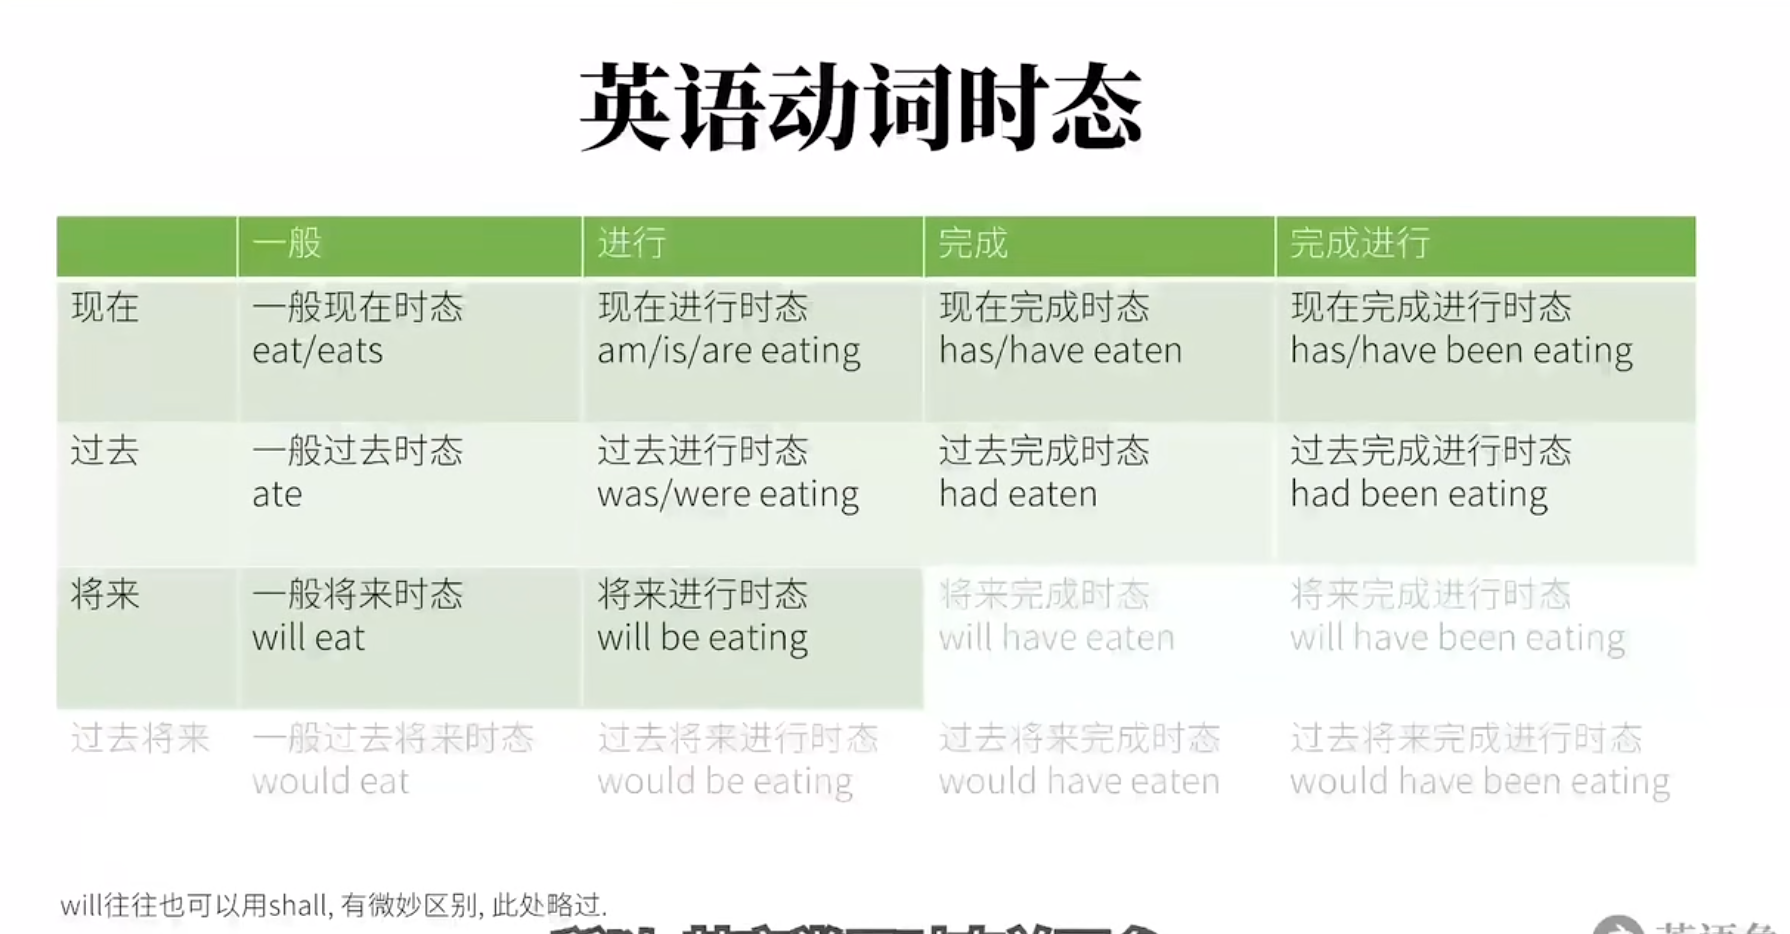 英语动词时态
一般 进行 完成 完成进行
现在 一般现在时态 现在进行时态 现在完成时态 现在完成进行时态
eat/eats am/is/are eating has/have eaten has/have been eating
过去 一般过去时态 过去进行时态 过去完成时态 过去完成进行时态
ate was/were eating had eaten had been eating
将来 一般将来时态 将来进行时态 将来完成时态 将来完成进行时态
will eat will be eating will have eaten will have been eating
过去将来 一般过去将来时态 过去将来进行时态 过去将来完成时态 过去将来完成进行时态
would eat would be eating would have eaten would have been eating
will往往也可以用shall, 有微妙区别, 此处略过.
英语兔